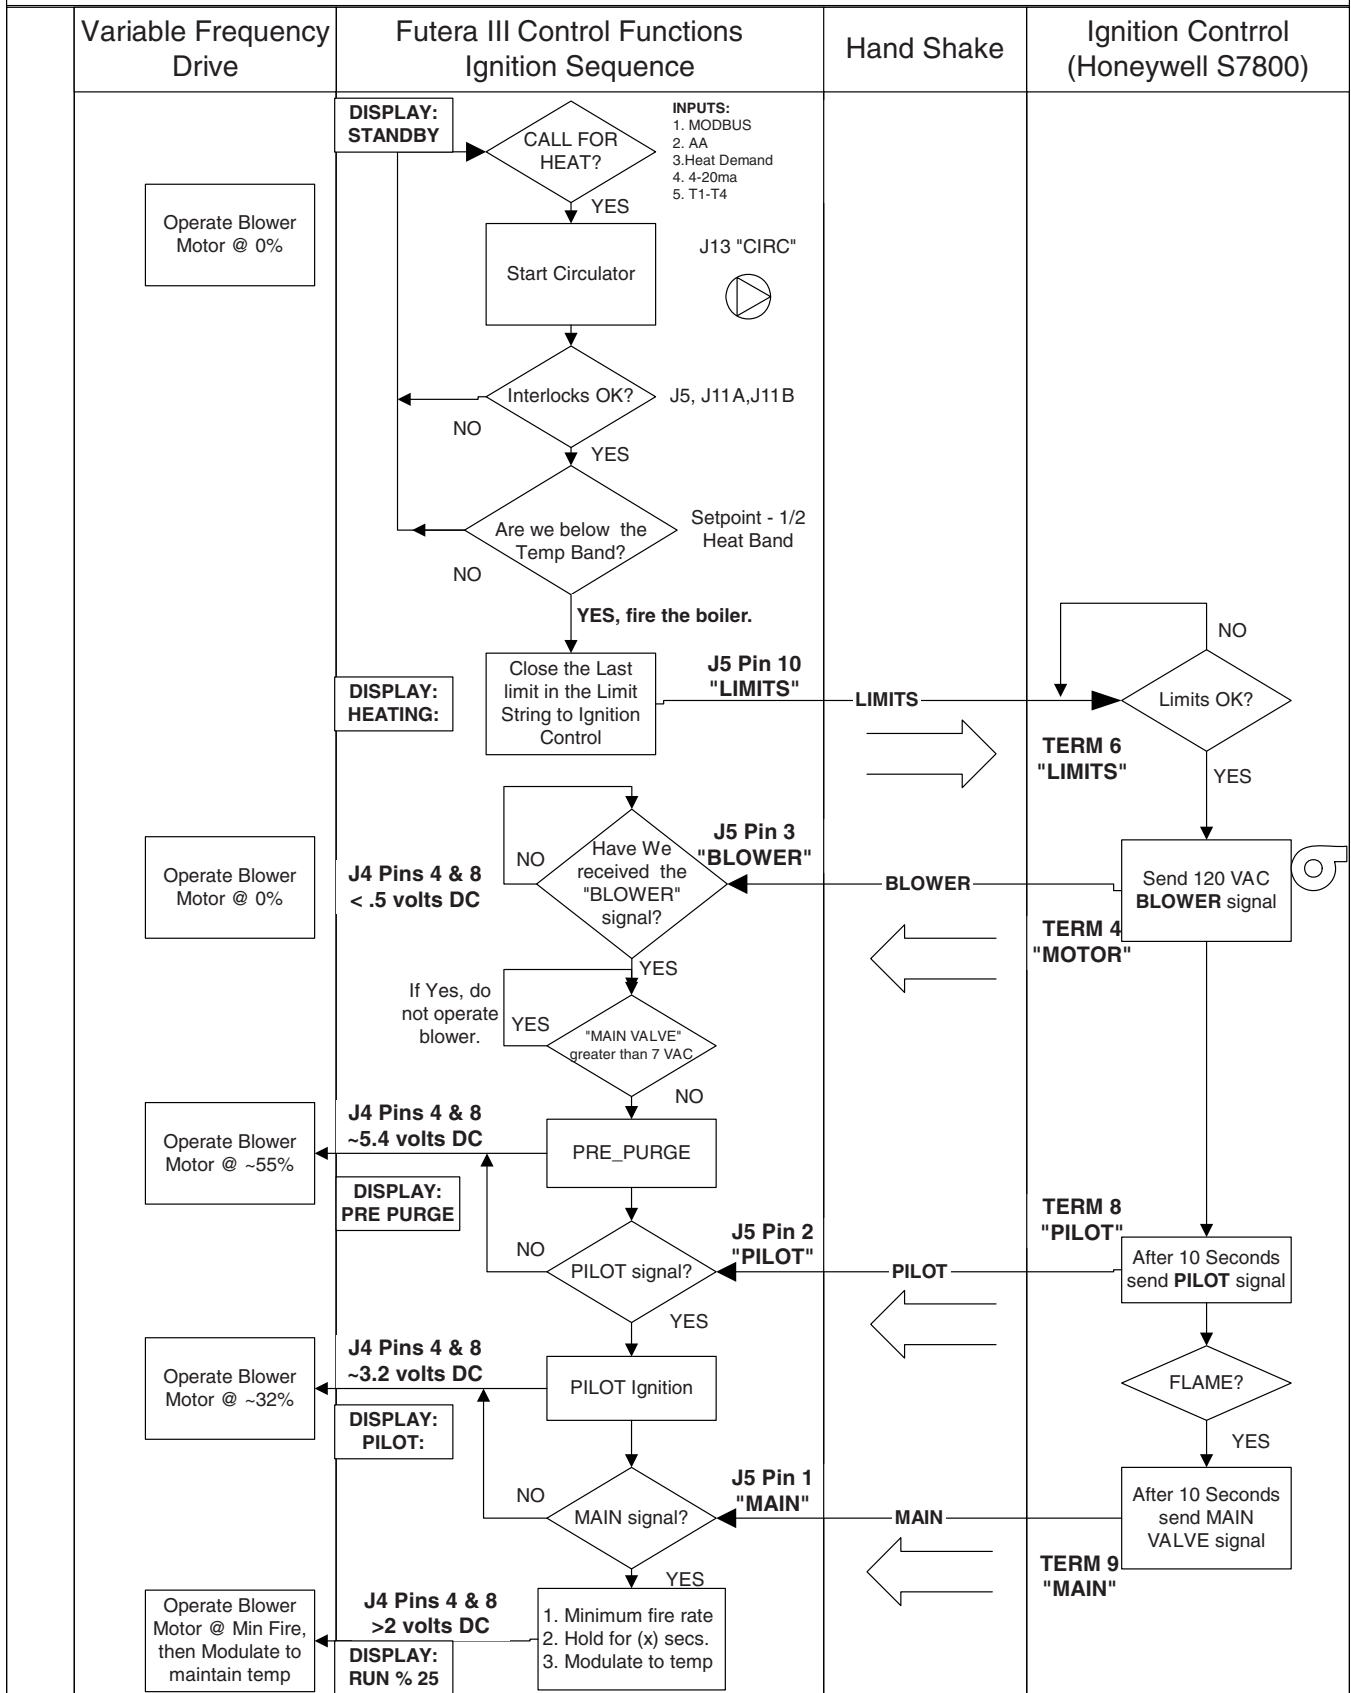 Variable Frequency
Drive
Futera III Control Functions
Ignition Sequence
Hand Shake
Ignition Contrrol
(Honeywell S7800)
DISPLAY:
STANDBY
CALL FOR
HEAT?
INPUTS:
1. MODBUS
2. AA
3.Heat Demand
4. 4-20ma
5. T1-T4
YES
Operate Blower
Motor @ 0%
Start Circulator
J13 "CIRC"
Interlocks OK?
J5, J11A,J11B
NO
YES
Are we below the
Temp Band?
Setpoint - 1/2
Heat Band
NO
YES, fire the boiler.
NO
DISPLAY:
HEATING:
Close the Last
limit in the Limit
String to Ignition
Control
J5 Pin 10
"LIMITS"
LIMITS
Limits OK?
TERM 6
"LIMITS"
YES
Operate Blower
Motor @ 0%
J4 Pins 4 & 8
< .5 volts DC
NO
Have We
received the
"BLOWER"
signal?
J5 Pin 3
"BLOWER"
BLOWER
Send 120 VAC
BLOWER signal
TERM 4
"MOTOR"
YES
If Yes, do
not operate
blower.
YES
"MAIN VALVE"
greater than 7 VAC
NO
Operate Blower
Motor @ ~55%
J4 Pins 4 & 8
~5.4 volts DC
PRE_PURGE
DISPLAY:
PRE PURGE
TERM 8
"PILOT"
NO
PILOT signal?
J5 Pin 2
"PILOT"
PILOT
After 10 Seconds
send PILOT signal
YES
Operate Blower
Motor @ ~32%
J4 Pins 4 & 8
~3.2 volts DC
PILOT Ignition
FLAME?
DISPLAY:
PILOT:
YES
NO
MAIN signal?
J5 Pin 1
"MAIN"
MAIN
After 10 Seconds
send MAIN
VALVE signal
TERM 9
"MAIN"
YES
Operate Blower
Motor @ Min Fire,
then Modulate to
maintain temp
J4 Pins 4 & 8
>2 volts DC
1. Minimum fire rate
2. Hold for (x) secs.
3. Modulate to temp
DISPLAY:
RUN % 25